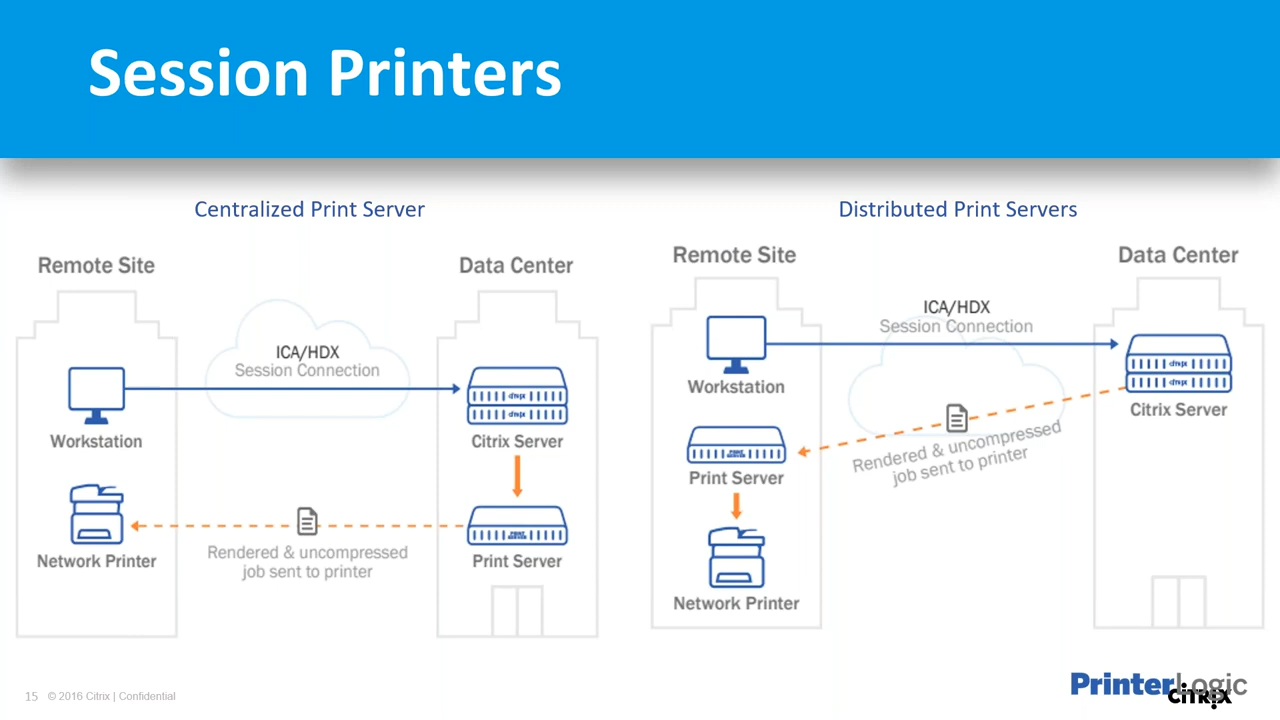 Session Printers
Centralized Print Server
Remote Site
Data Center
ICA/HDX
Session Connection
Workstation
Citrix Server
Network Printer
Rendered & uncompressed
job sent to printer
Print Server
Distributed Print Servers
Remote Site
Data Center
ICA/HDX
Session Connection
Workstation
Citrix Server
Rendered & uncompressed
job sent to printer
Print Server
Network Printer
15 © 2016 Citrix | Confidential
PrinterLogic
CITRIX